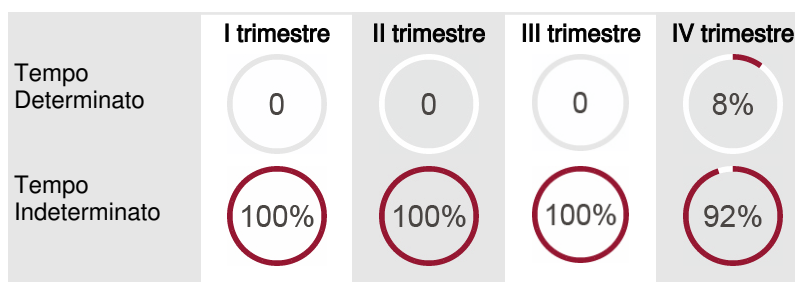 I trimestre II trimestre III trimestre IV trimestre
Tempo
Determinato
0 0 0 8%
Tempo
Indeterminato
100% 100% 100% 92%